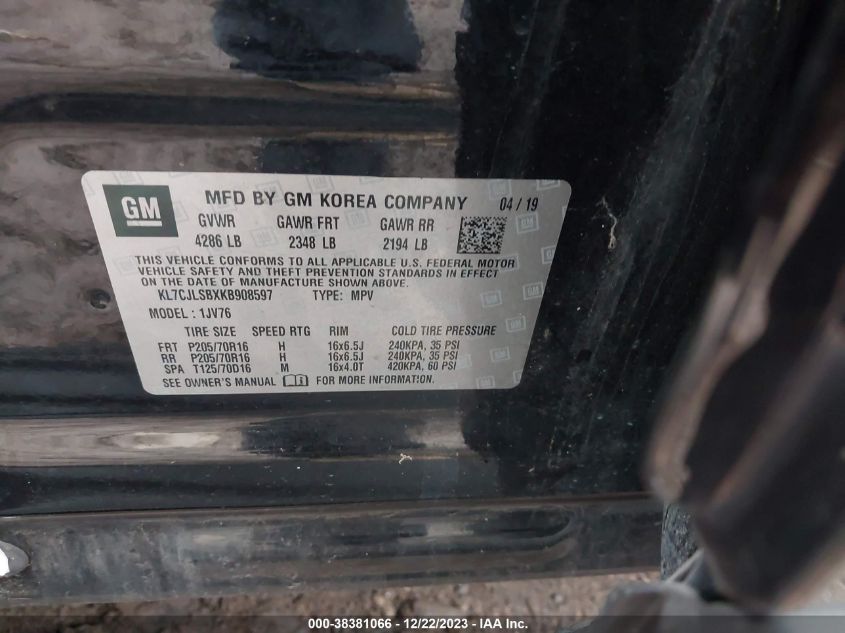 GM MFD BY GM KOREA COMPANY 04 / 19
GVWR GAWR FRT GAWR RR
4286 LB 2348 LB 2194 LB
THIS VEHICLE CONFORMS TO ALL APPLICABLE U.S. FEDERAL MOTOR
VEHICLE SAFETY AND THEFT PREVENTION STANDARDS IN EFFECT
ON THE DATE OF MANUFACTURE SHOWN ABOVE.
KL7CJLSBXKB908597 TYPE: MPV
MODEL : 1JV76
TIRE SIZE SPEED RTG RIM COLD TIRE PRESSURE
FRT P205/70R16 H 16x6.5J 240KPA, 35 PSI
RR P205/70R16 H 16x6.5J 240KPA, 35 PSI
SPA T125/70D16 M 16x4.0T 420KPA, 60 PSI
SEE OWNER'S MANUAL FOR MORE INFORMATION.
000-38381066 - 12/22/2023 - IAA Inc.